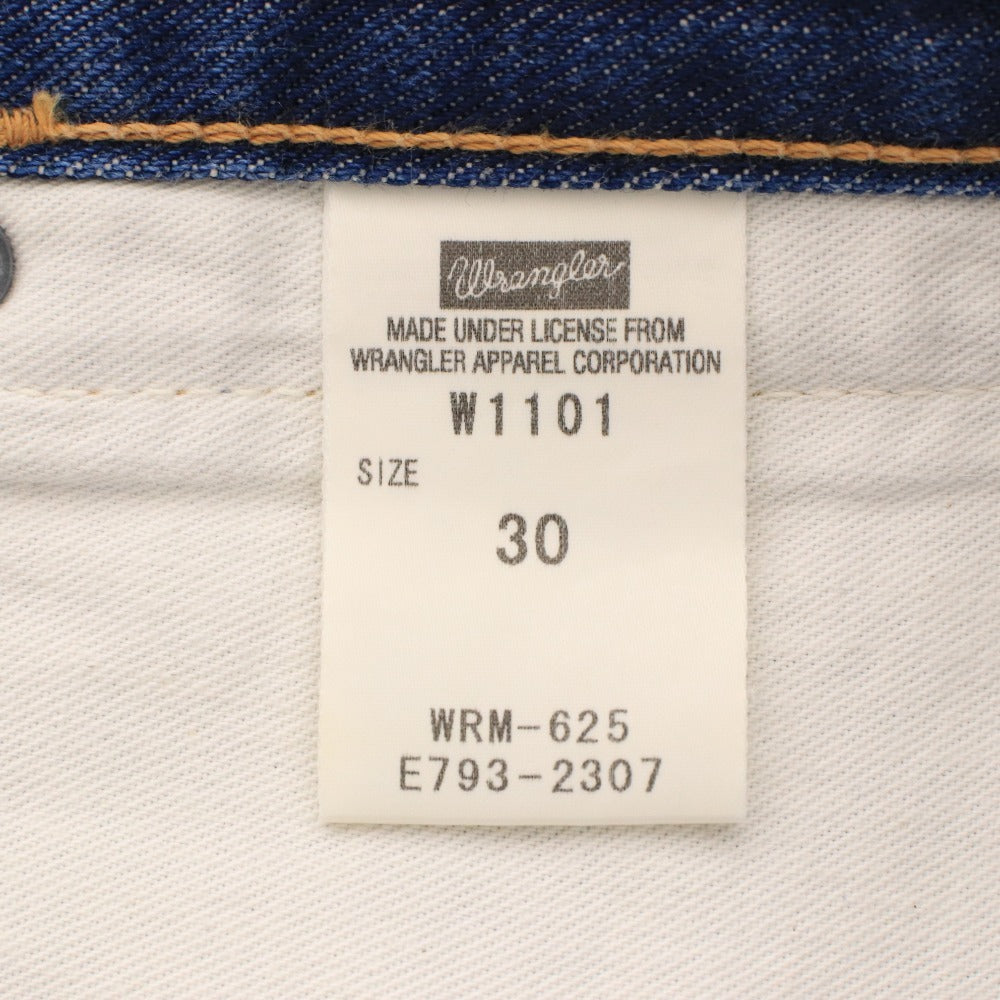 Wrangler
MADE UNDER LICENSE FROM
WRANGLER APPAREL CORPORATION
W1101
SIZE
30
WRM-625
E793-2307